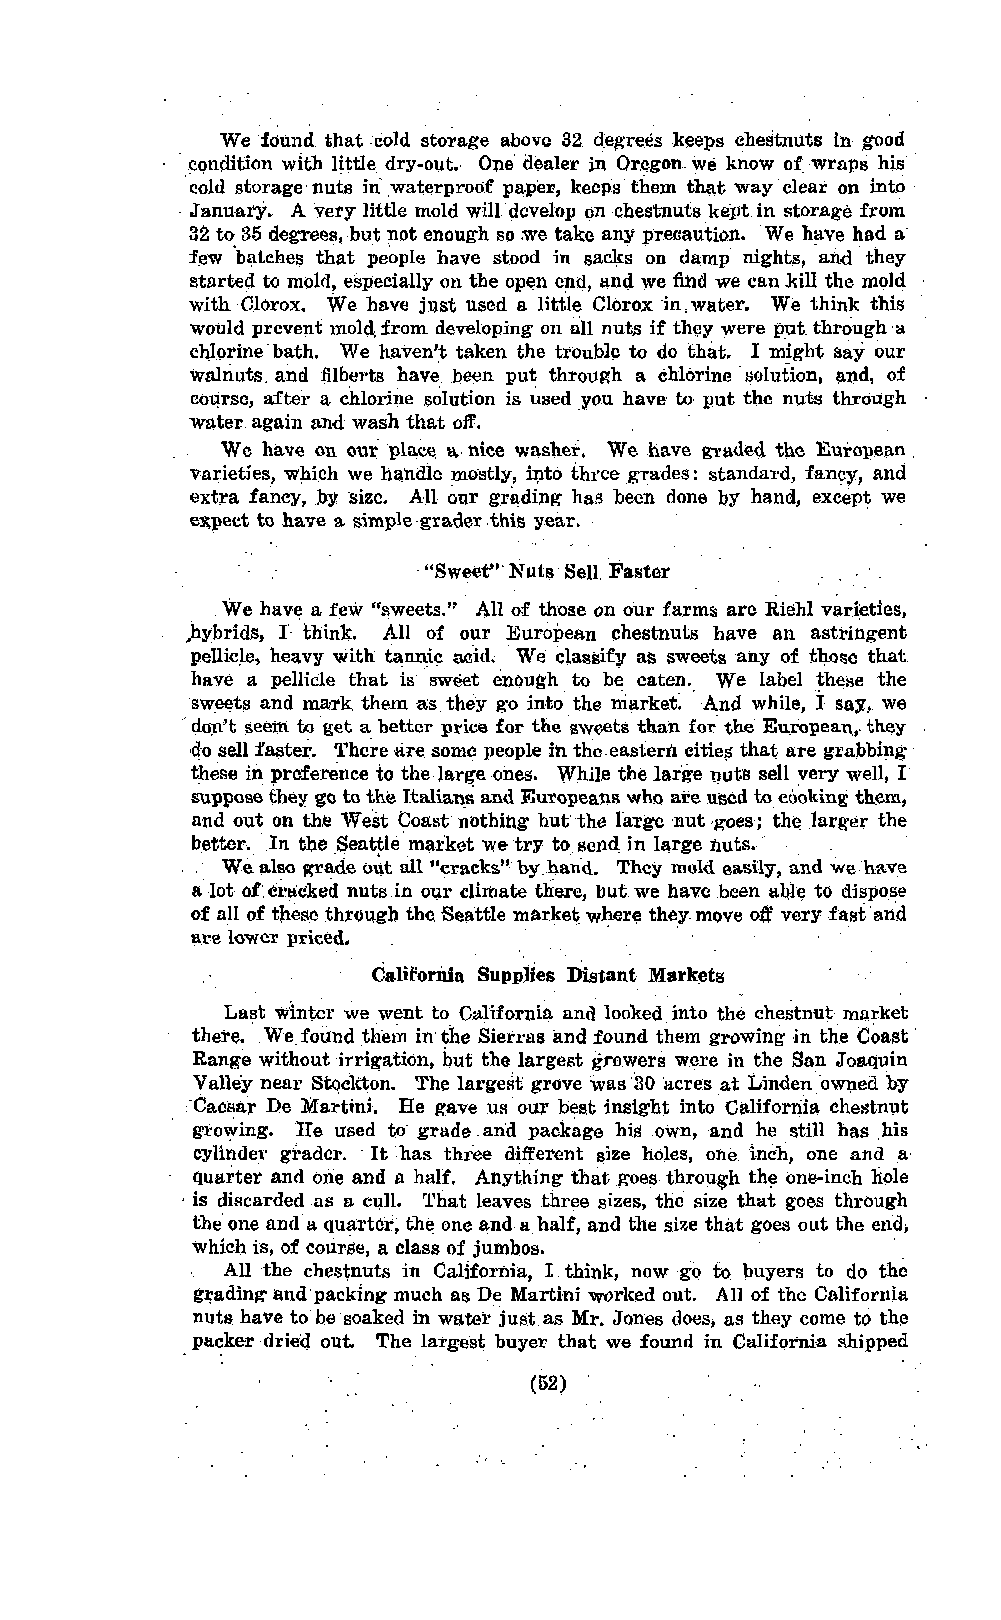 We found that cold storage above 32 degrees keeps chestnuts in good
condition with little dry-out. One dealer in Oregon we know of wraps his
cold storage nuts in waterproof paper, keeps them that way clear on into
January. A very little mold will develop on chestnuts kept in storage from
32 to 35 degrees, but not enough so we take any precaution. We have had a
few batches that people have stood in sacks on damp nights, and they
started to mold, especially on the open end, and we find we can kill the mold
with Clorox. We have just used a little Clorox in water. We think this
would prevent mold from developing on all nuts if they were put through a
chlorine bath. We haven't taken the trouble to do that. I might say our
walnuts and filberts have been put through a chlorine solution, and, of
course, after a chlorine solution is used you have to put the nuts through
water again and wash that off.
We have on our place a nice washer. We have graded the European
varieties, which we handle mostly, into three grades: standard, fancy, and
extra fancy, by size. All our grading has been done by hand, except we
expect to have a simple grader this year.
"Sweet" Nuts Sell Faster
We have a few "sweets." All of those on our farms are Riehl varieties,
hybrids, I think. All of our European chestnuts have an astringent
pellicle, heavy with tannic acid. We classify as sweets any of those that
have a pellicle that is sweet enough to be eaten. We label these the
sweets and mark them as they go into the market. And while, I say, we
don't seem to get a better price for the sweets than for the European, they
do sell faster. There are some people in the eastern cities that are grabbing
these in preference to the large ones. While the large nuts sell very well, I
suppose they go to the Italians and Europeans who are used to cooking them,
and out on the West Coast nothing but the large nut goes; the larger the
better. In the Seattle market we try to send in large nuts.
We also grade out all "cracks" by hand. They mold easily, and we have
a lot of cracked nuts in our climate there, but we have been able to dispose
of all of these through the Seattle market where they move off very fast and
are lower priced.
California Supplies Distant Markets
Last winter we went to California and looked into the chestnut market
there. We found them in the Sierras and found them growing in the Coast
Range without irrigation, but the largest growers were in the San Joaquin
Valley near Stockton. The largest grove was 30 acres at Linden owned by
Caesar De Martini. He gave us our best insight into California chestnut
growing. He used to grade and package his own, and he still has his
cylinder grader. It has three different size holes, one inch, one and a
quarter and one and a half. Anything that goes through the one-inch hole
is discarded as a cull. That leaves three sizes, the size that goes through
the one and a quarter, the one and a half, and the size that goes out the end,
which is, of course, a class of jumbos.
All the chestnuts in California, I think, now go to buyers to do the
grading and packing much as De Martini worked out. All of the California
nuts have to be soaked in water just as Mr. Jones does, as they come to the
packer dried out. The largest buyer that we found in California shipped
(52)